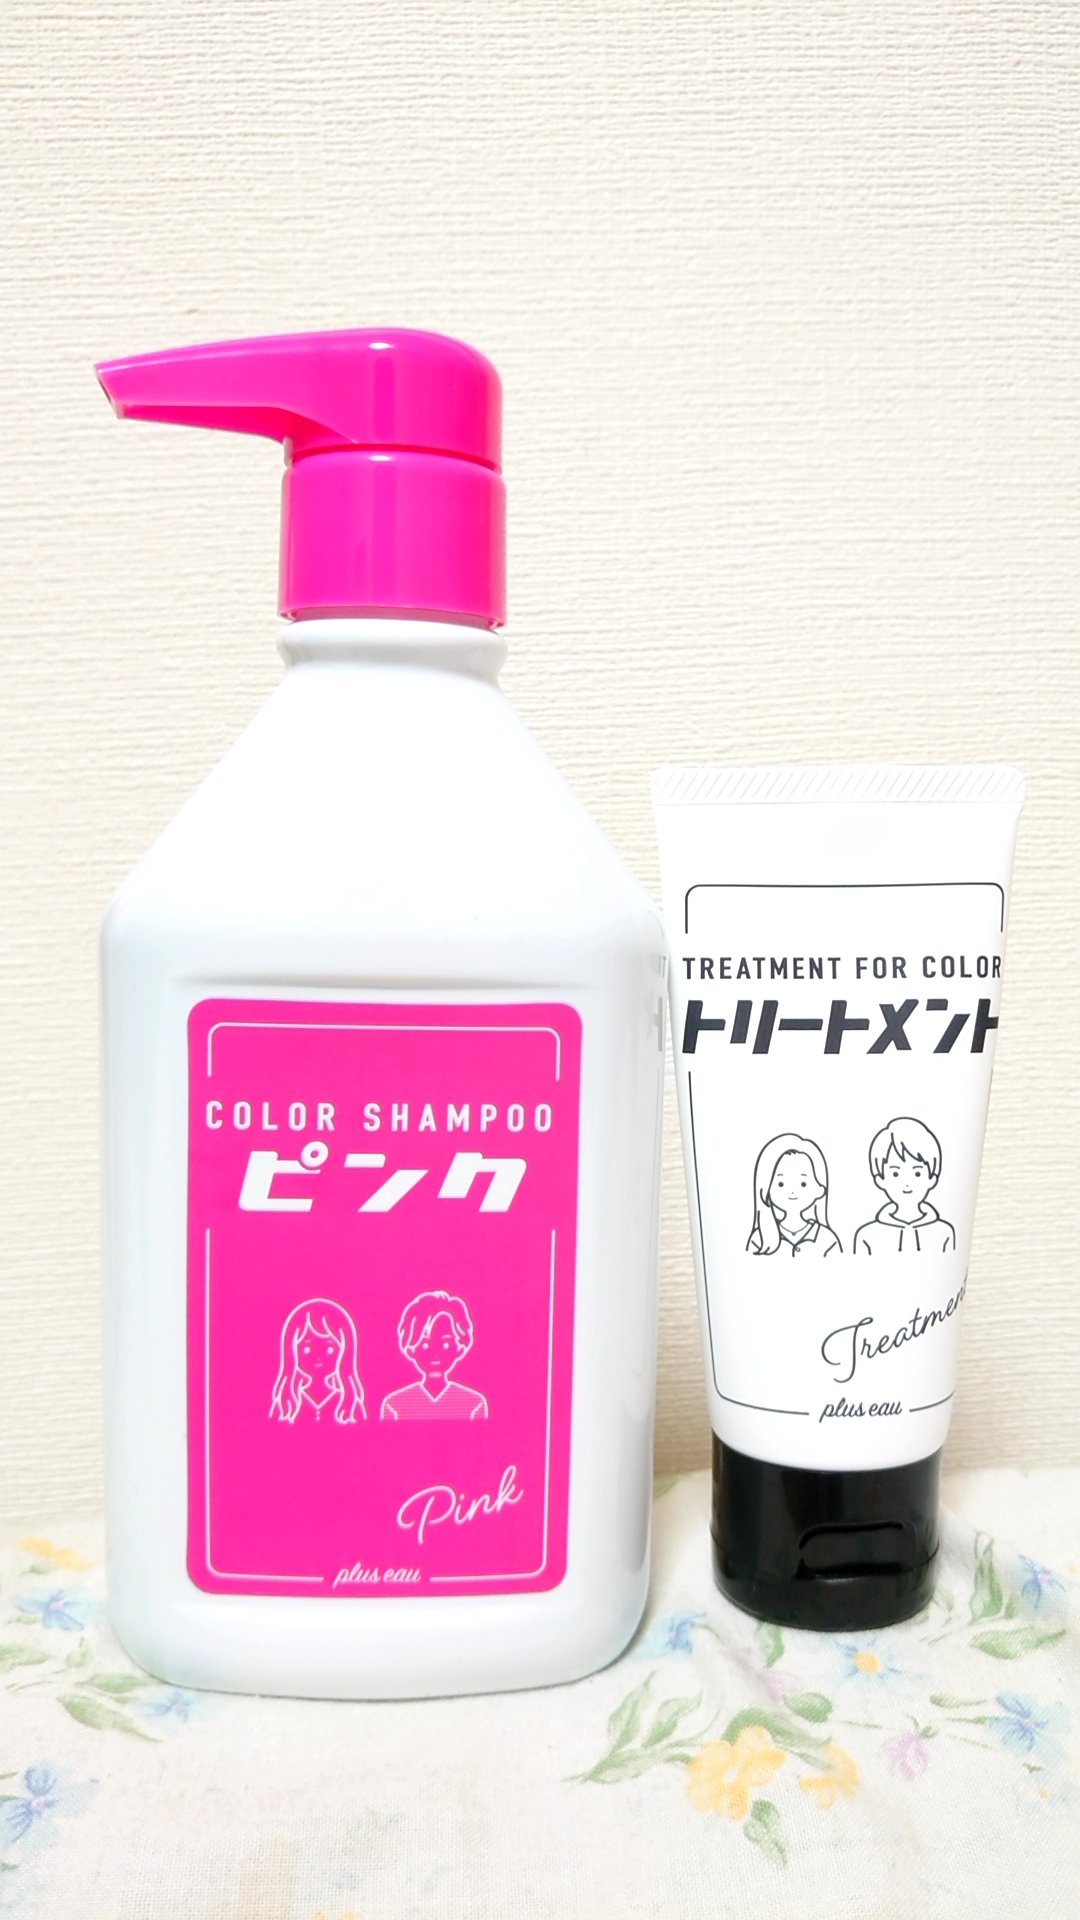 COLOR SHAMPOO
ピンク
Pink
plus eau
TREATMENT FOR COLOR
トリートメント
Treatment
plus eau